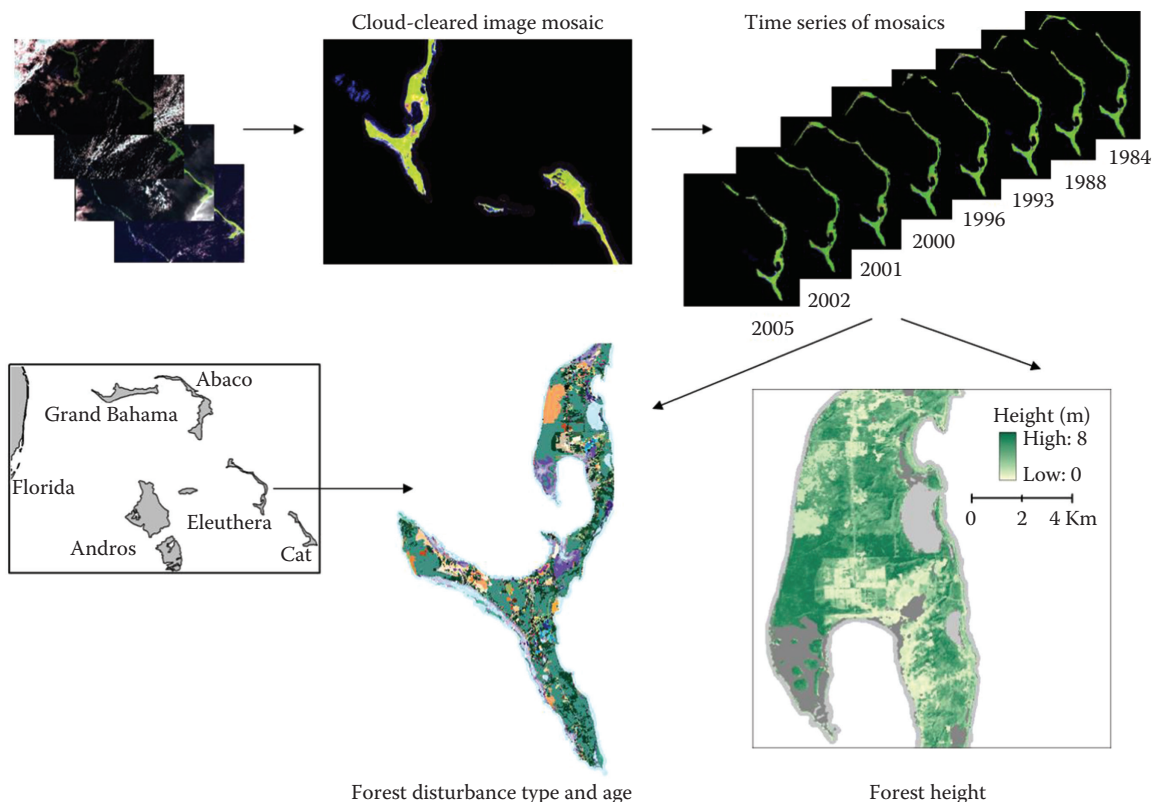 Cloud-cleared image mosaic
Time series of mosaics
1984
1988
1993
1996
2000
2001
2002
2005
Abaco
Grand Bahama
Florida
Eleuthera
Andros
Cat
Height (m)
High: 8
Low: 0
0 2 4 Km
Forest disturbance type and age
Forest height